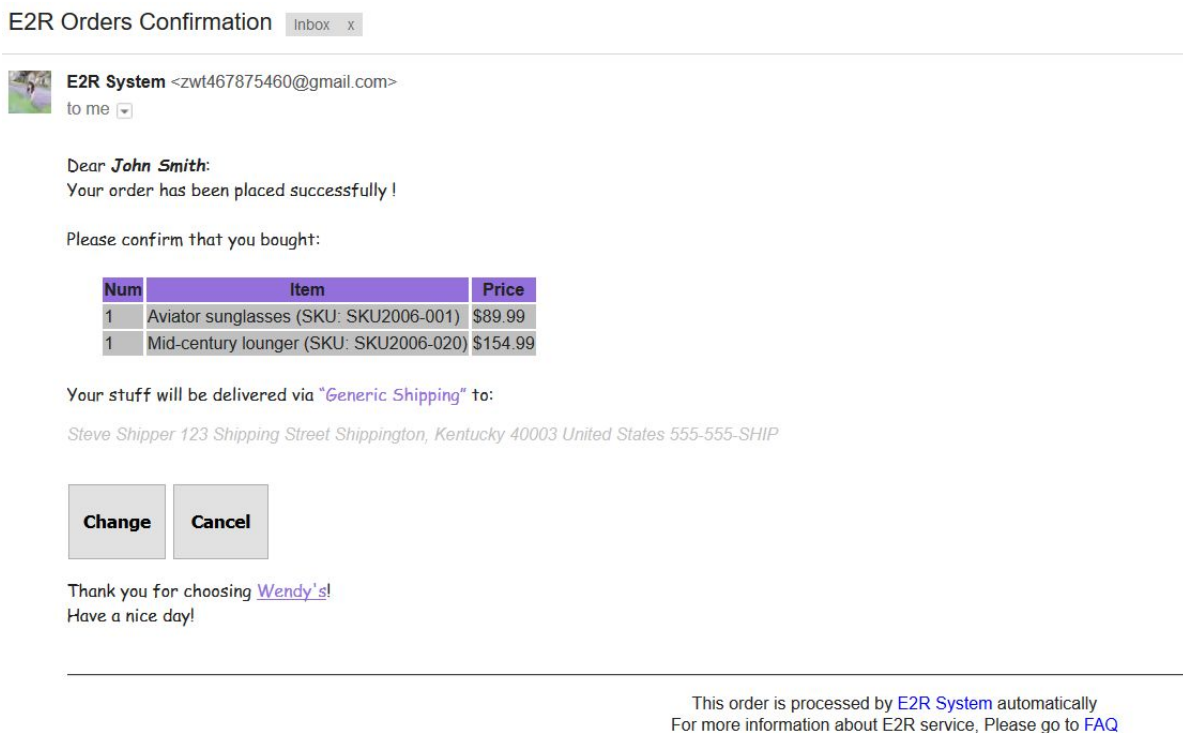 E2R Orders Confirmation Inbox x
E2R System <zwt467875460@gmail.com>
to me
Dear John Smith:
Your order has been placed successfully !
Please confirm that you bought:
Num Item Price
1 Aviator sunglasses (SKU: SKU2006-001) $89.99
1 Mid-century lounger (SKU: SKU2006-020) $154.99
Your stuff will be delivered via “Generic Shipping” to:
Steve Shipper 123 Shipping Street Shippington, Kentucky 40003 United States 555-555-SHIP
Change Cancel
Thank you for choosing Wendy's!
Have a nice day!
This order is processed by E2R System automatically
For more information about E2R service, Please go to FAQ